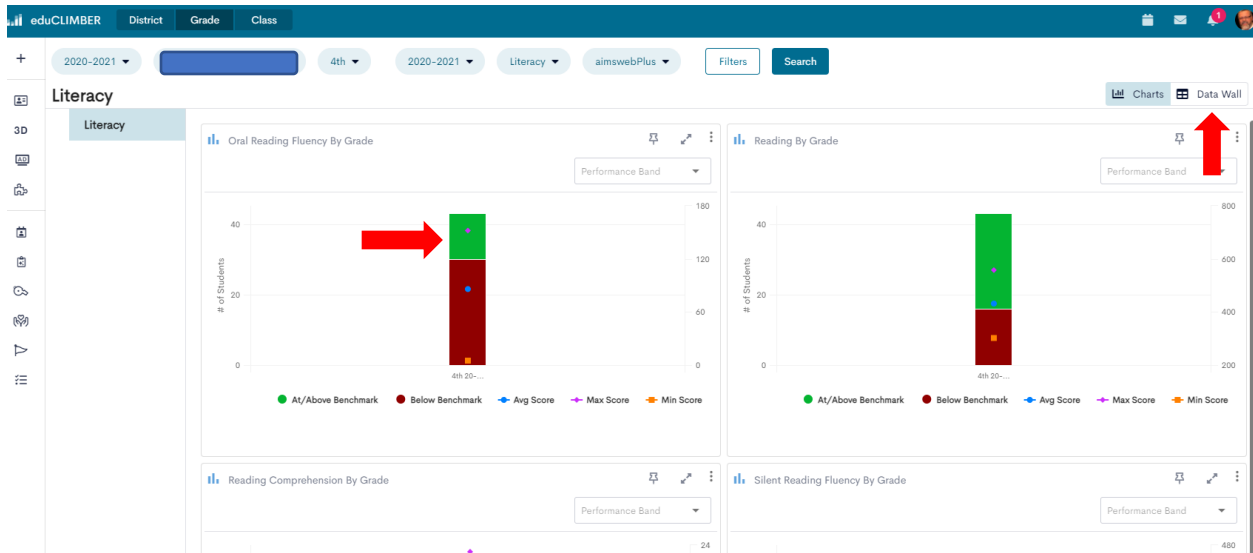 eduCLIMBER District Grade Class 1
2020-2021 4th 2020-2021 Literacy aimswebPlus Filters Search
Literacy
Charts Data Wall
3D
AD
Literacy
Oral Reading Fluency By Grade
Performance Band
180
40
120
# of Students
20
60
0
0
4th 20-...
At/Above Benchmark Below Benchmark Avg Score Max Score Min Score
Reading By Grade
Performance Band
800
40
600
# of Students
20
400
0
200
4th 20-...
At/Above Benchmark Below Benchmark Avg Score Max Score Min Score
Reading Comprehension By Grade
Performance Band
24
Silent Reading Fluency By Grade
Performance Band
480